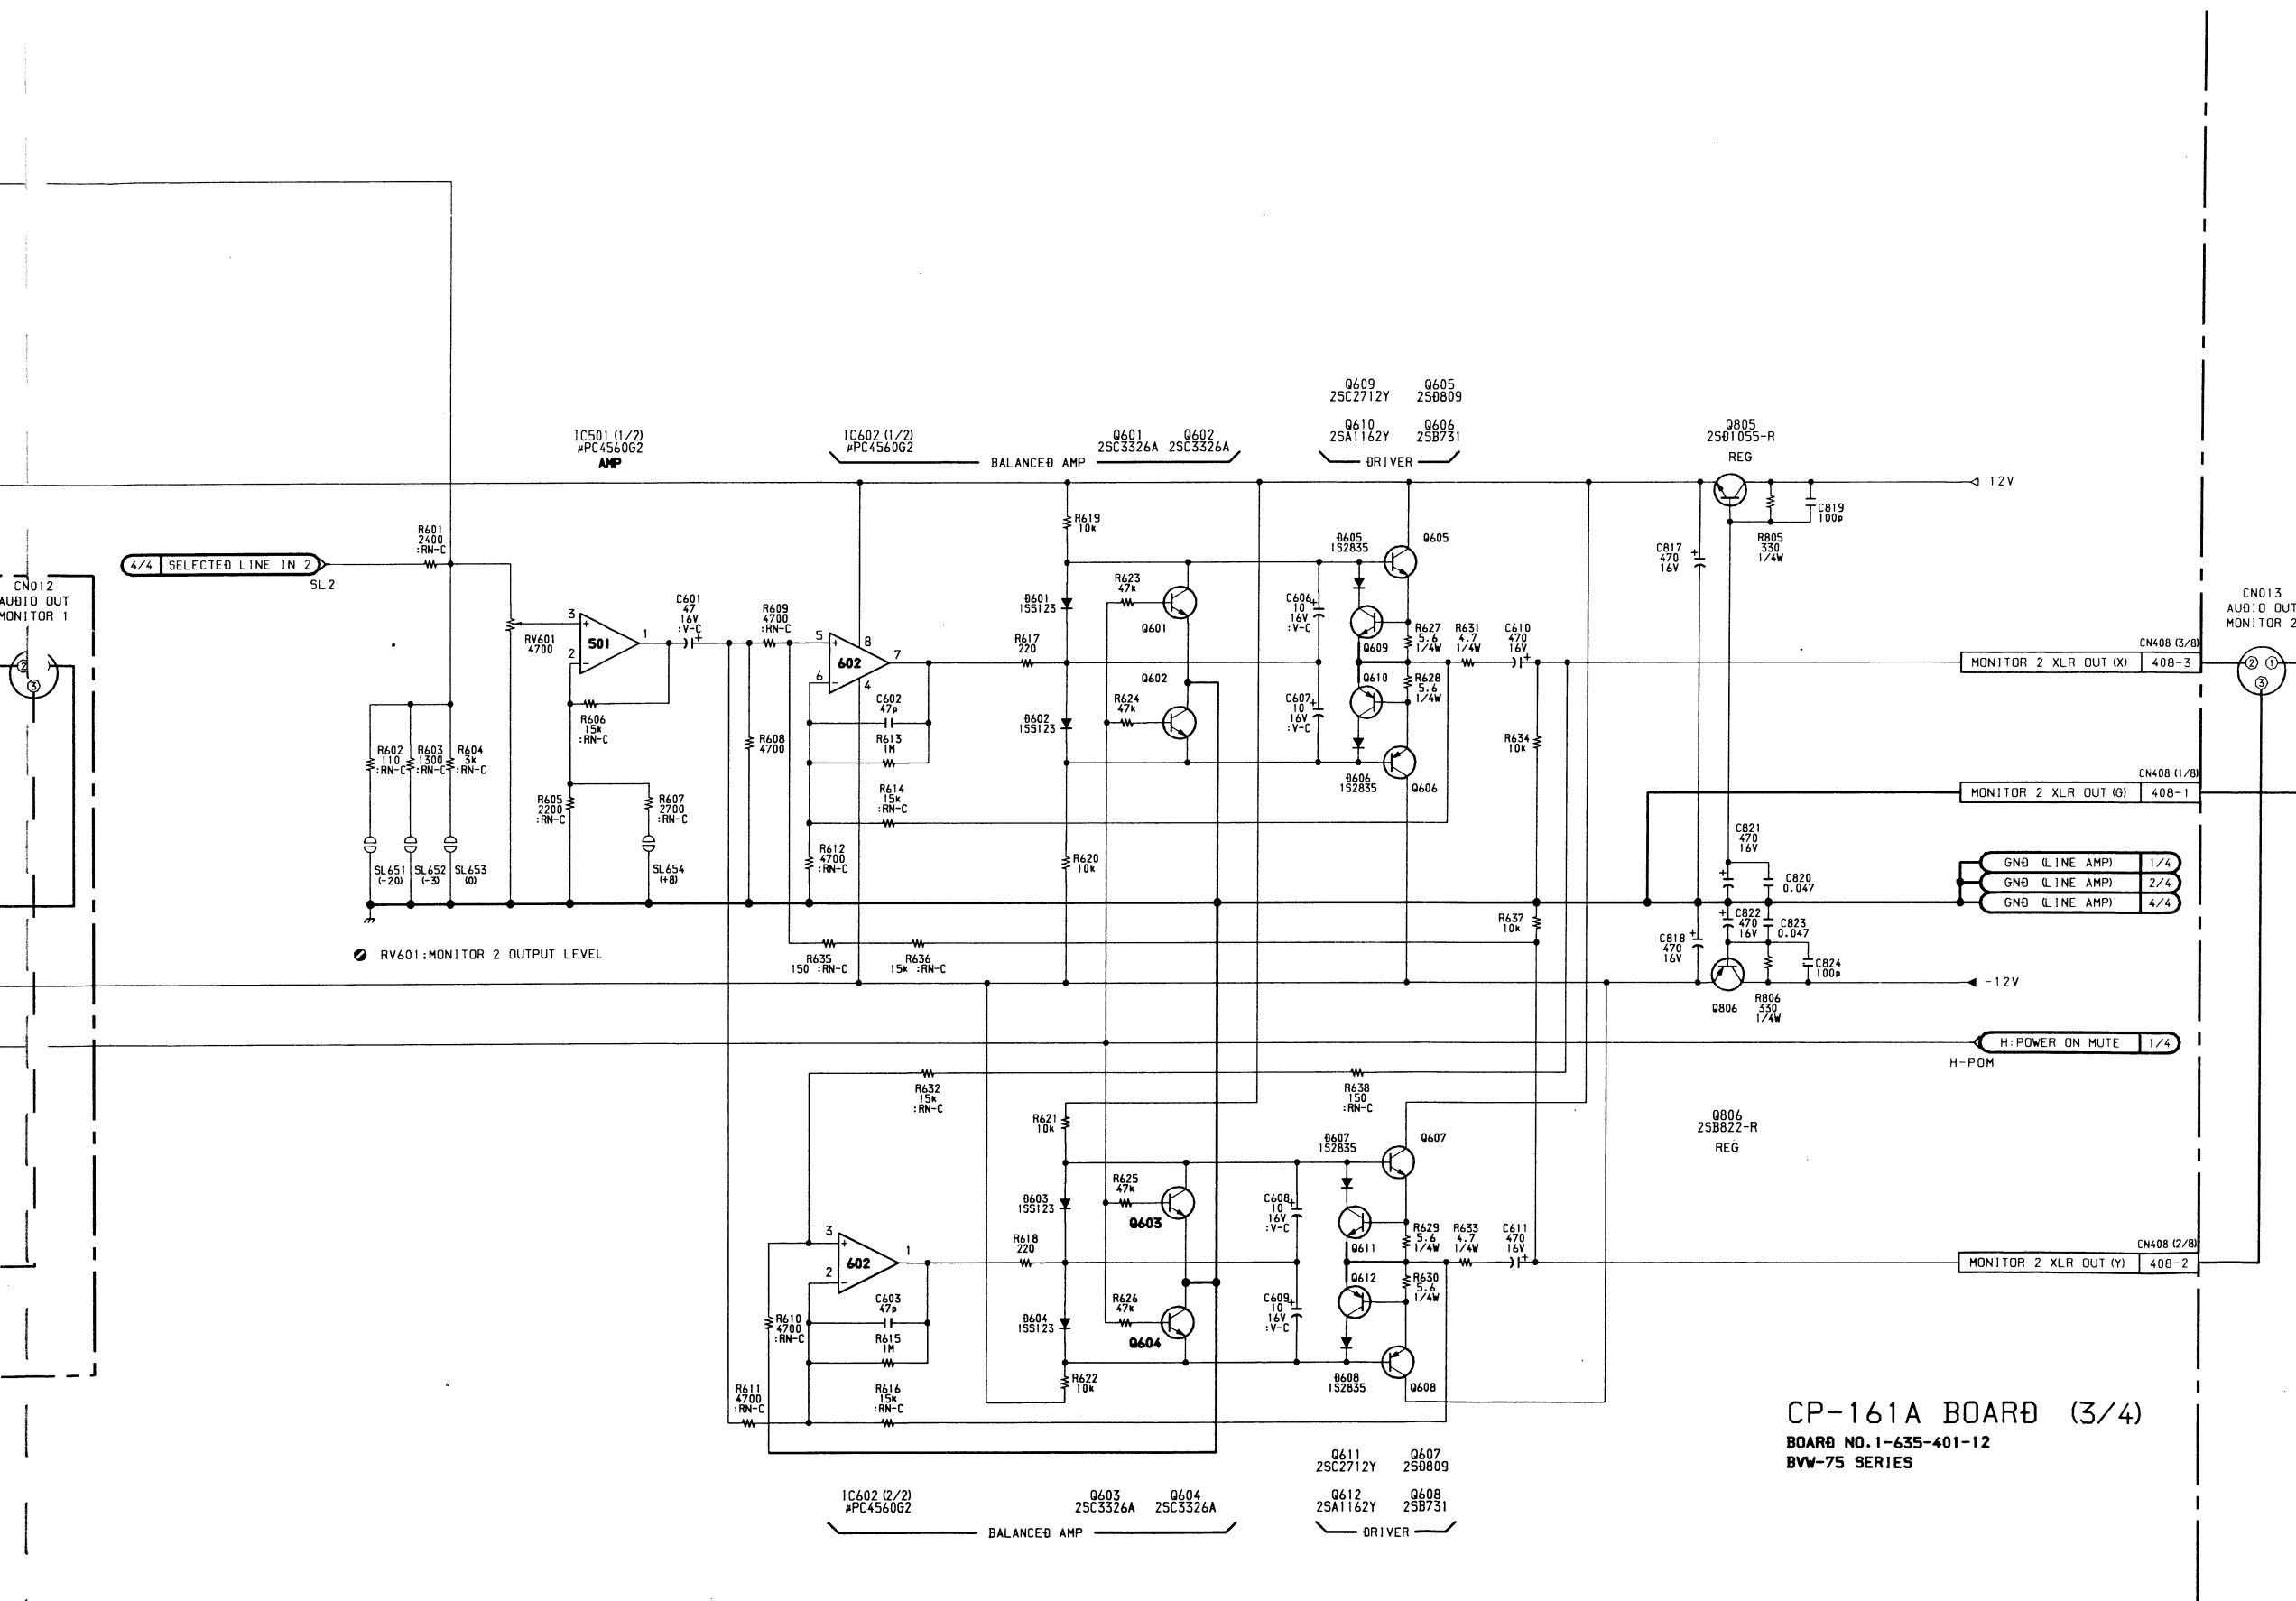 Q609
2SC2712Y
Q605
2SD809
Q610
2SA1162Y
Q606
2SB731
DRIVER
IC501 (1/2)
μPC4560G2
AMP
IC602 (1/2)
μPC4560G2
BALANCED AMP
Q601
2SC3326A
Q602
2SC3326A
Q805
2SD1055-R
REG
12V
R601
2400
:RN-C
4/4 SELECTED LINE IN 2
SL2
CN012
AUDIO OUT
MONITOR 1
2
3
RV601
4700
3
2
501
1
R606
15k
:RN-C
C601
47
16V
:V-C
R609
4700
:RN-C
5
6
602
8
7
4
C602
47p
R613
1M
R614
15k
:RN-C
R608
4700
R612
4700
:RN-C
R619
10k
D601
1SS123
R617
220
D602
1SS123
R620
10k
R623
47k
Q601
R624
47k
Q602
D605
1S2835
Q605
C606
10
16V
:V-C
Q609
R627
5.6
1/4W
R631
4.7
1/4W
C610
470
16V
C607
10
16V
:V-C
Q610
R628
5.6
1/4W
D606
1S2835
Q606
R634
10k
R637
10k
C817
470
16V
R805
330
1/4W
C819
100p
CN013
AUDIO OUT
MONITOR 2
CN408 (3/8)
MONITOR 2 XLR OUT (X) 408-3
2
1
3
CN408 (1/8)
MONITOR 2 XLR OUT (G) 408-1
R602
110
:RN-C
R603
1300
:RN-C
R604
3k
:RN-C
SL651
(-20)
SL652
(-3)
SL653
(0)
R605
2200
:RN-C
R607
2700
:RN-C
SL654
(+8)
C821
470
16V
C820
0.047
GND (LINE AMP) 1/4
GND (LINE AMP) 2/4
GND (LINE AMP) 4/4
C822
470
16V
C823
0.047
C818
470
16V
C824
100p
Q806
R806
330
1/4W
-12V
RV601:MONITOR 2 OUTPUT LEVEL
R635
150 :RN-C
R636
15k :RN-C
H:POWER ON MUTE 1/4
H-POM
R632
15k
:RN-C
R638
150
:RN-C
Q806
2SB822-R
REG
R621
10k
D603
1SS123
R618
220
D604
1SS123
R622
10k
R625
47k
Q603
R626
47k
Q604
D607
1S2835
Q607
C608
10
16V
:V-C
Q611
R629
5.6
1/4W
R633
4.7
1/4W
C611
470
16V
C609
10
16V
:V-C
Q612
R630
5.6
1/4W
D608
1S2835
Q608
3
2
602
1
C603
47p
R615
1M
R610
4700
:RN-C
R611
4700
:RN-C
R616
15k
:RN-C
CN408 (2/8)
MONITOR 2 XLR OUT (Y) 408-2
CP-161A BOARD (3/4)
BOARD NO.1-635-401-12
BVW-75 SERIES
IC602 (2/2)
μPC4560G2
BALANCED AMP
Q603
2SC3326A
Q604
2SC3326A
Q611
2SC2712Y
Q607
2SD809
Q612
2SA1162Y
Q608
2SB731
DRIVER